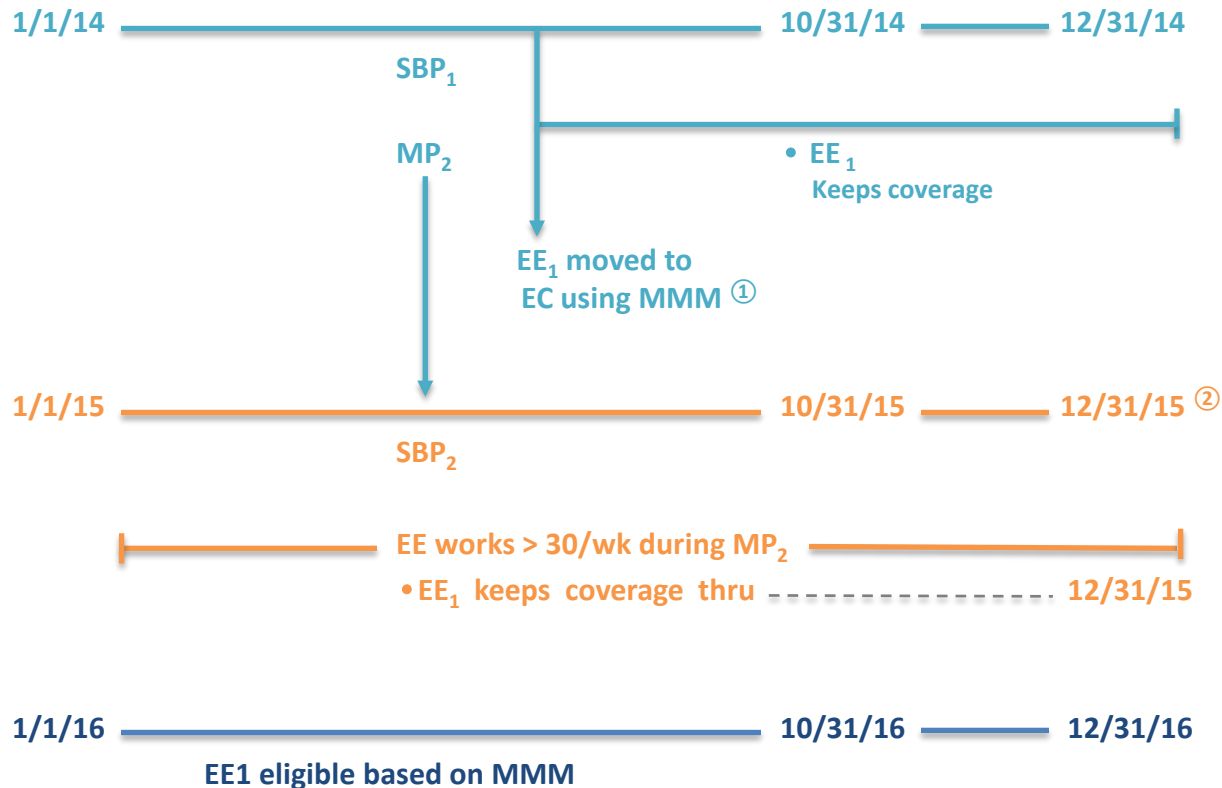 1/1/14 10/31/14 12/31/14
SBP₁
MP₂
• EE₁
Keeps coverage
EE₁ moved to
EC using MMM ①
1/1/15 10/31/15 12/31/15 ②
SBP₂
EE works > 30/wk during MP₂
• EE₁ keeps coverage thru 12/31/15
1/1/16 10/31/16 12/31/16
EE1 eligible based on MMM